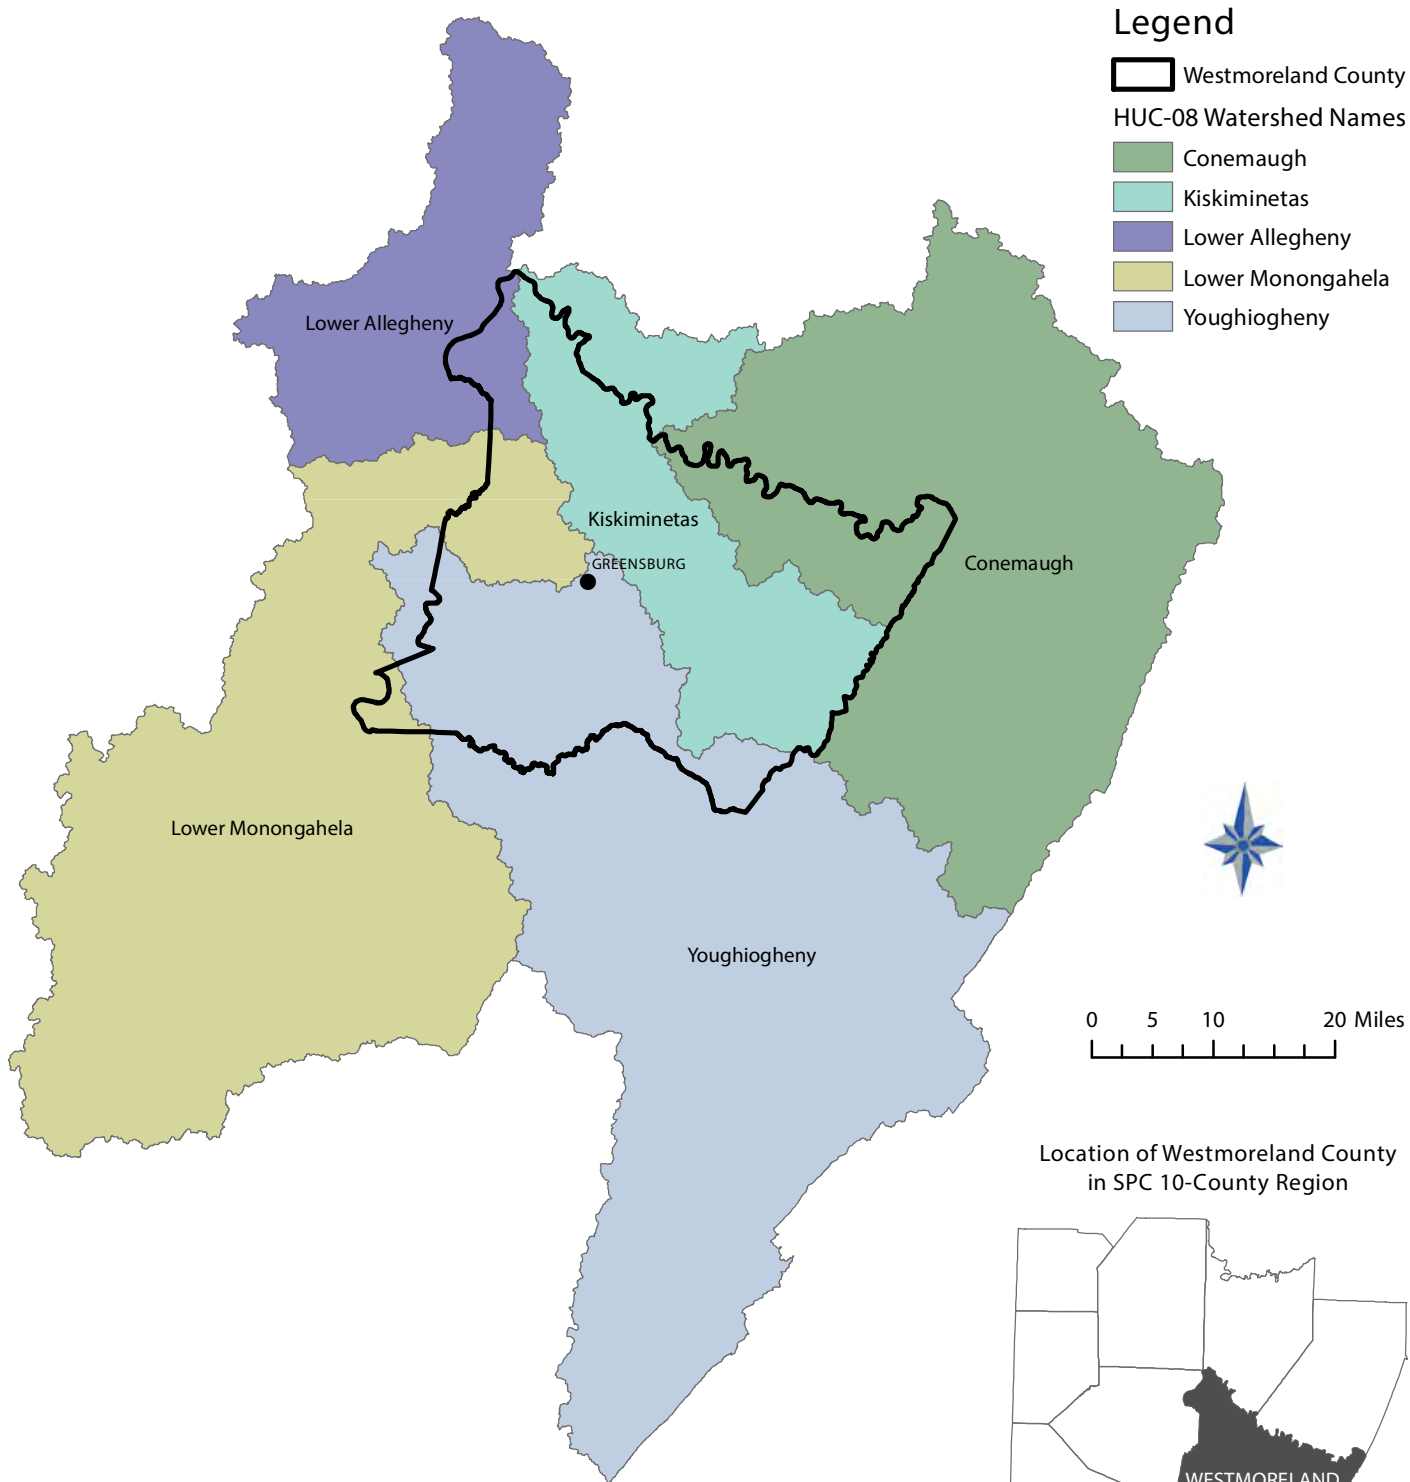 Legend
Westmoreland County
HUC-08 Watershed Names
Conemaugh
Kiskiminetas
Lower Allegheny
Lower Monongahela
Youghiogheny
Lower Allegheny
Kiskiminetas
GREENSBURG
Conemaugh
Lower Monongahela
Youghiogheny
0 5 10 20 Miles
Location of Westmoreland County
in SPC 10-County Region
WESTMORELAND